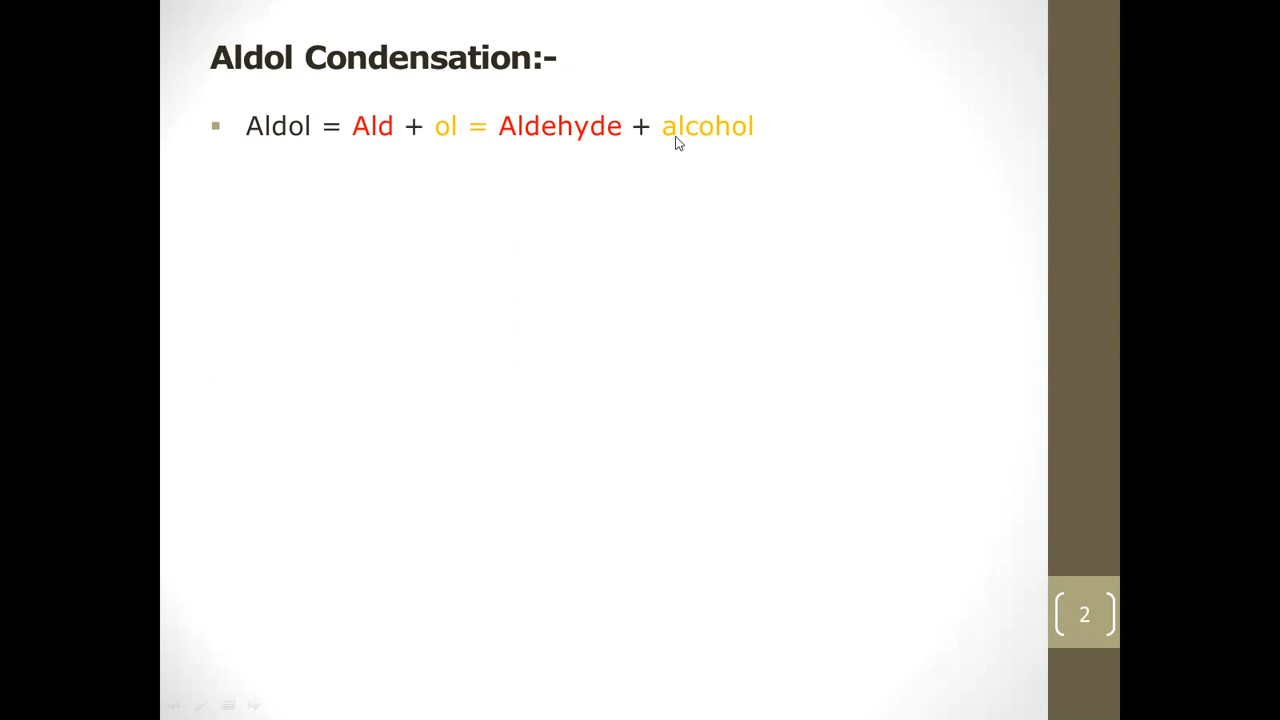 Aldol Condensation:-
Aldol = Ald + ol = Aldehyde + alcohol
2